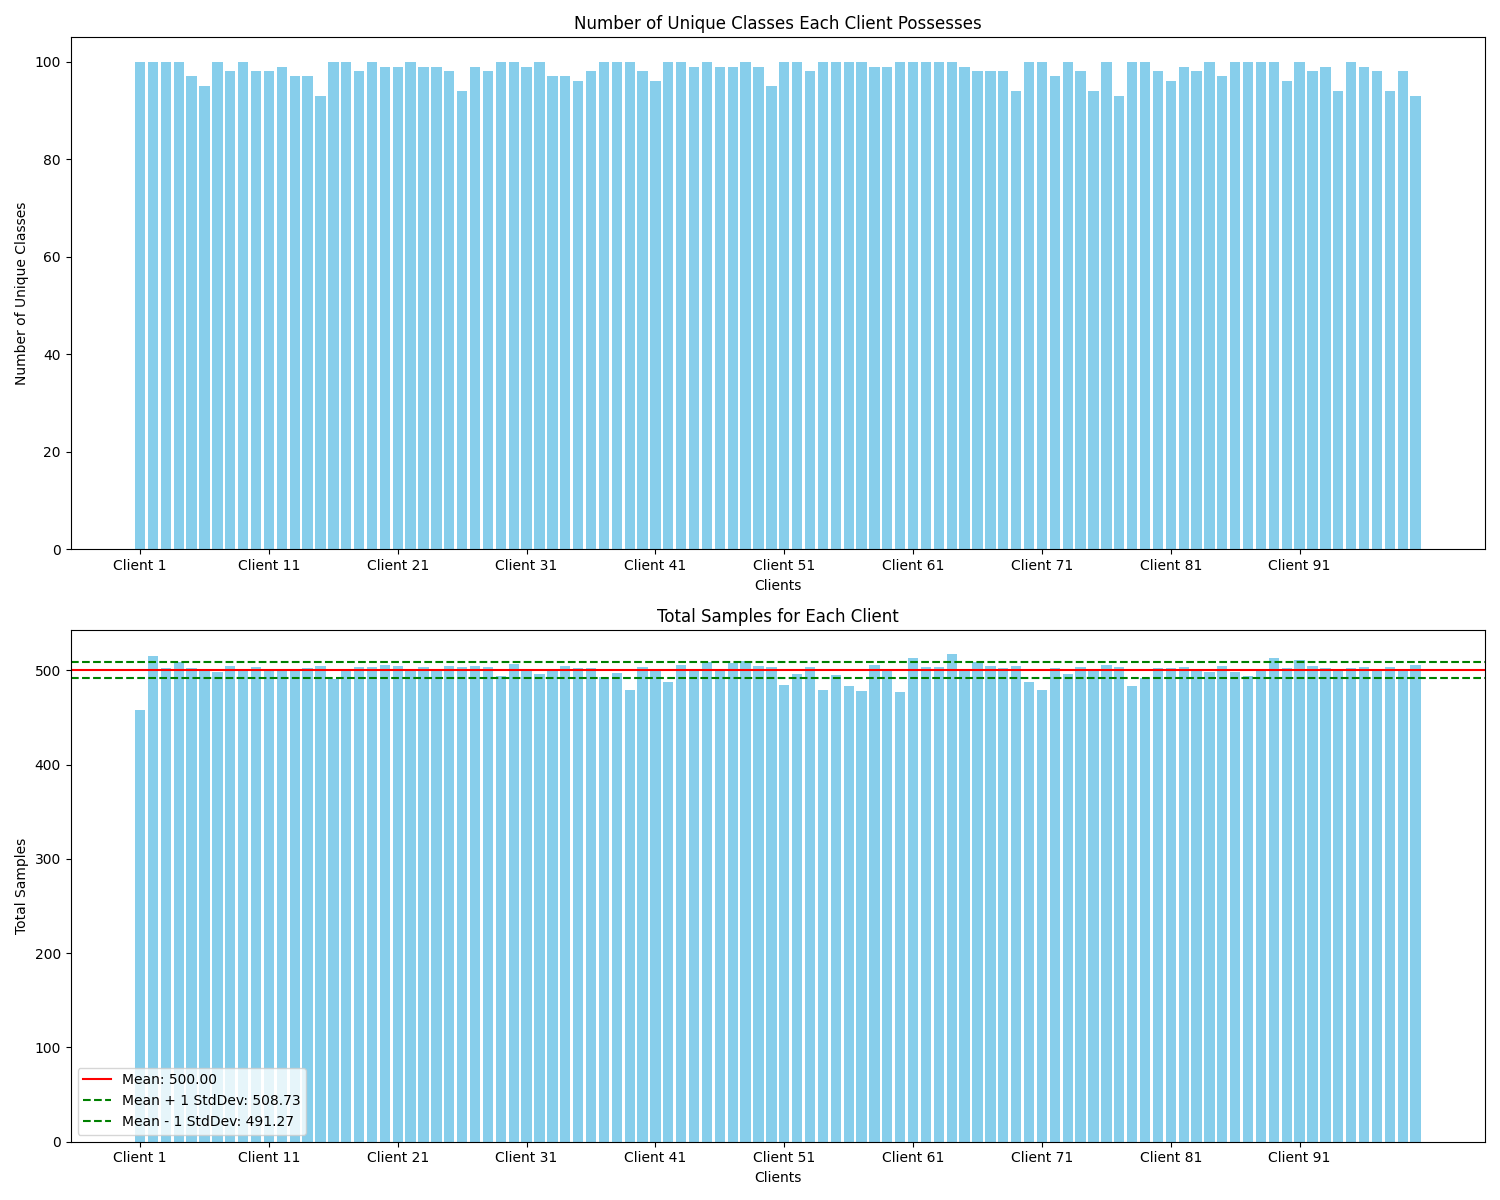 Number of Unique Classes Each Client Possesses
Number of Unique Classes
100
80
60
40
20
0
Client 1 Client 11 Client 21 Client 31 Client 41 Client 51 Client 61 Client 71 Client 81 Client 91
Clients
Total Samples for Each Client
Total Samples
500
400
300
200
100
0
Mean: 500.00
Mean + 1 StdDev: 508.73
Mean - 1 StdDev: 491.27
Client 1 Client 11 Client 21 Client 31 Client 41 Client 51 Client 61 Client 71 Client 81 Client 91
Clients